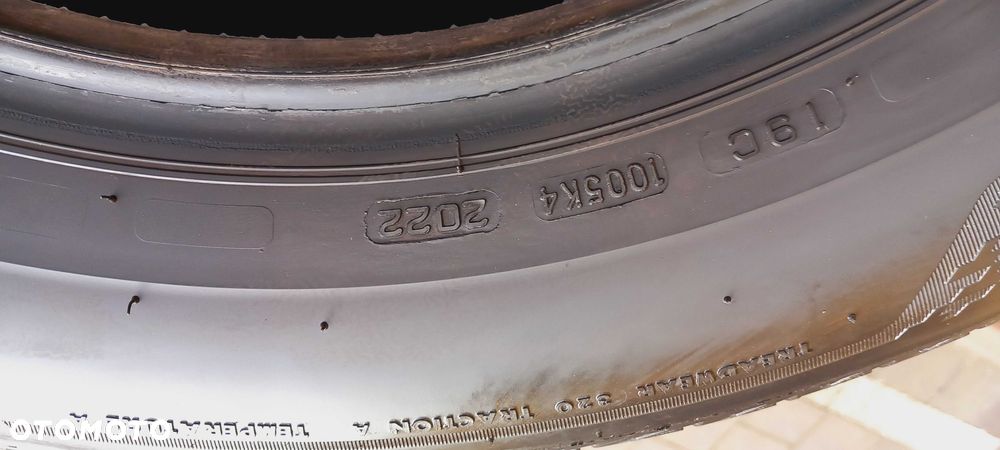 19C
1005K4
2022
TREADWEAR 320 TRACTION A TEMPERATURE A
OTOMOTO